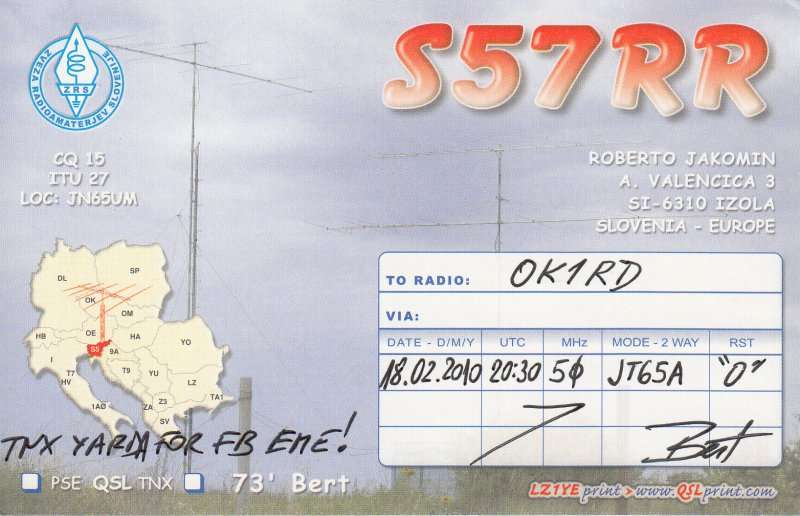 S57RR
ZVEZA RADIOAMATERJEV SLOVENIJE
ZRS
CQ 15
ITU 27
LOC: JN65UM
ROBERTO JAKOMIN
A. VALENCICA 3
SI-6310 IZOLA
SLOVENIA - EUROPE
TO RADIO: OK1RD
VIA:
DATE - D/M/Y UTC MHz MODE - 2 WAY RST
18.02.2010 20:30 5Ø JT65A "O"
Bert
DL SP
OK
OM
OE
HB HA YO
S5 9A
I T7 T9 YU LZ
HV
1AØ ZA Z3 TA1
SV
TNX YARDA FOR FB EME!
PSE QSL TNX 73' Bert
LZ1YE print > www.QSLprint.com